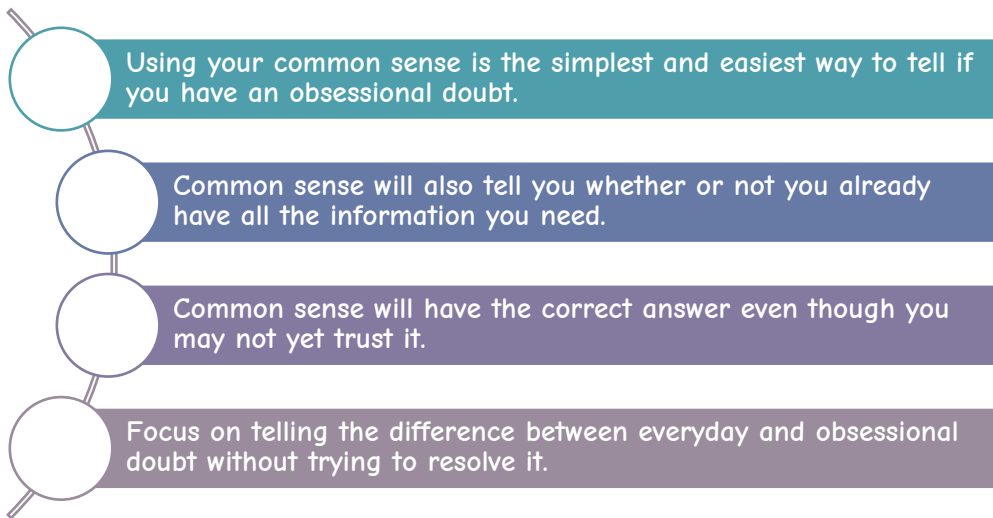 Using your common sense is the simplest and easiest way to tell if
you have an obsessional doubt.
Common sense will also tell you whether or not you already
have all the information you need.
Common sense will have the correct answer even though you
may not yet trust it.
Focus on telling the difference between everyday and obsessional
doubt without trying to resolve it.